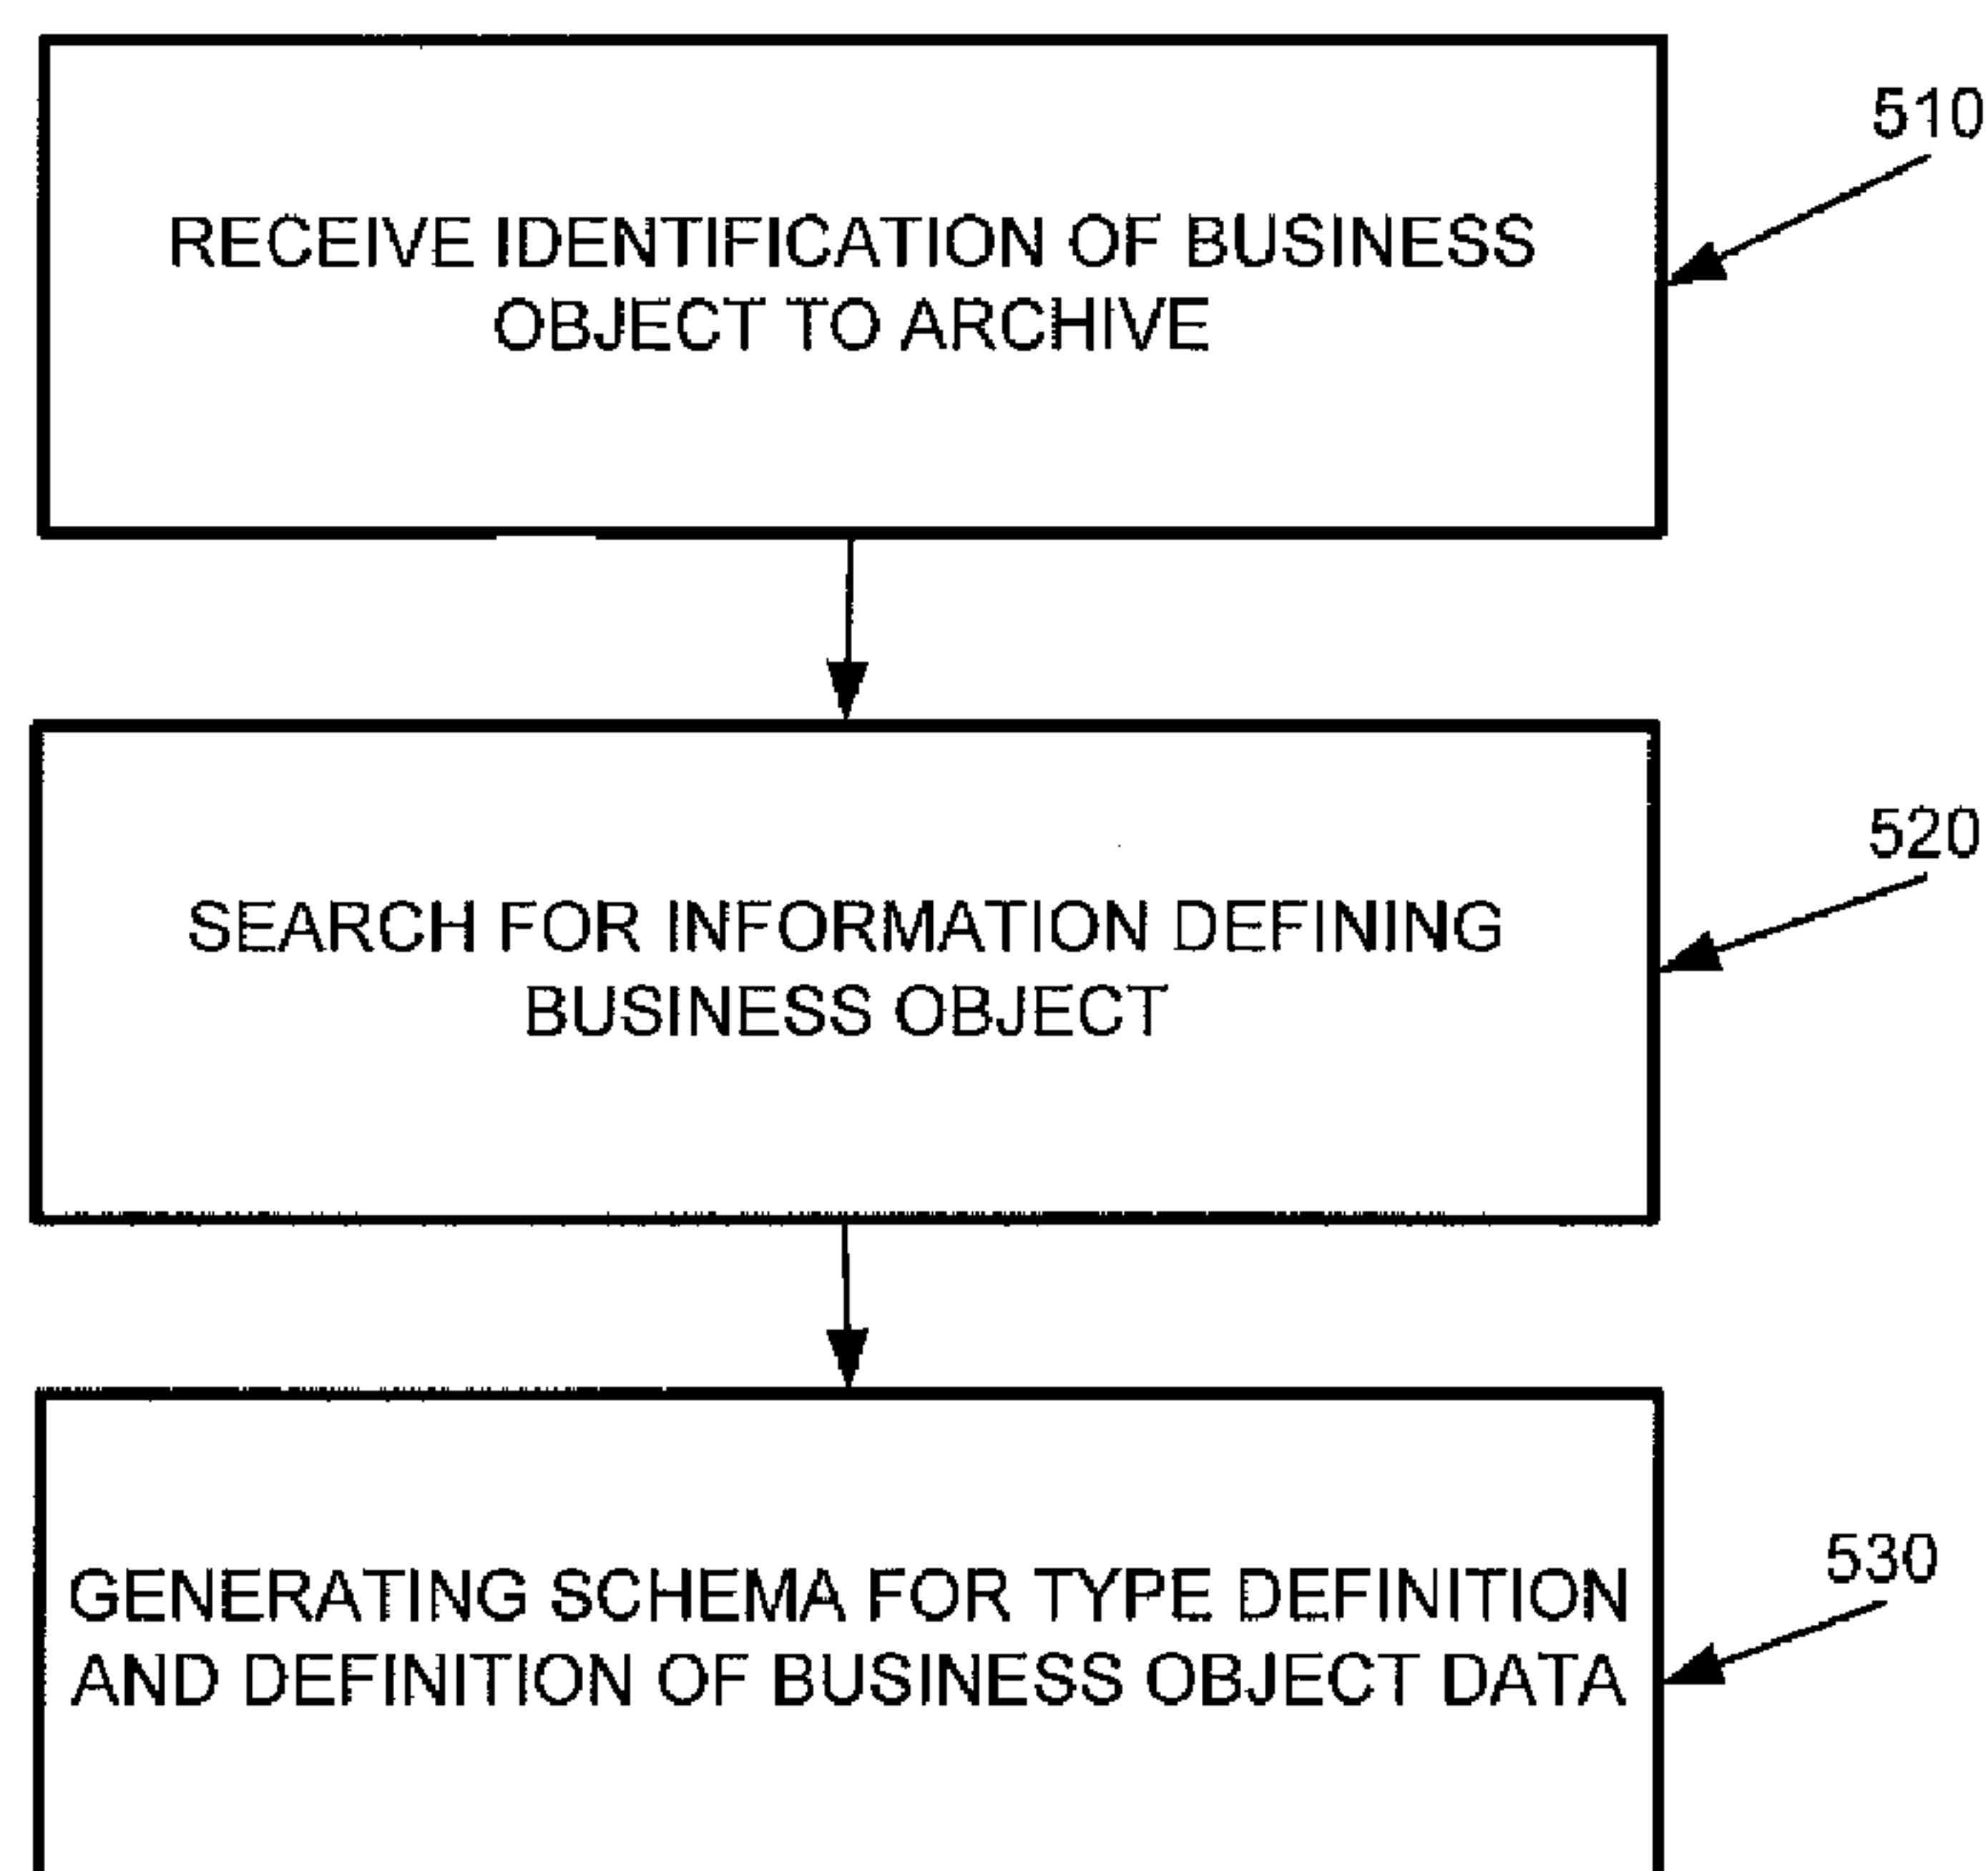 510
RECEIVE IDENTIFICATION OF BUSINESS
OBJECT TO ARCHIVE
520
SEARCH FOR INFORMATION DEFINING
BUSINESS OBJECT
530
GENERATING SCHEMA FOR TYPE DEFINITION
AND DEFINITION OF BUSINESS OBJECT DATA